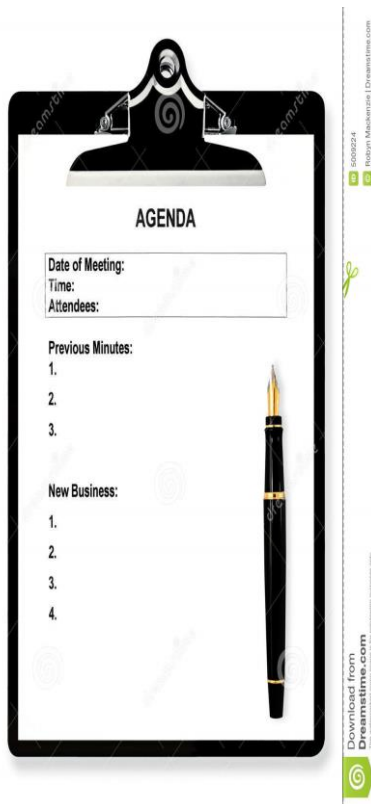 AGENDA
Date of Meeting:
Time:
Attendees:
Previous Minutes:
1.
2.
3.
New Business:
1.
2.
3.
4.
5009224
Robyn Mackenzie | Dreamstime.com
Download from
Dreamstime.com